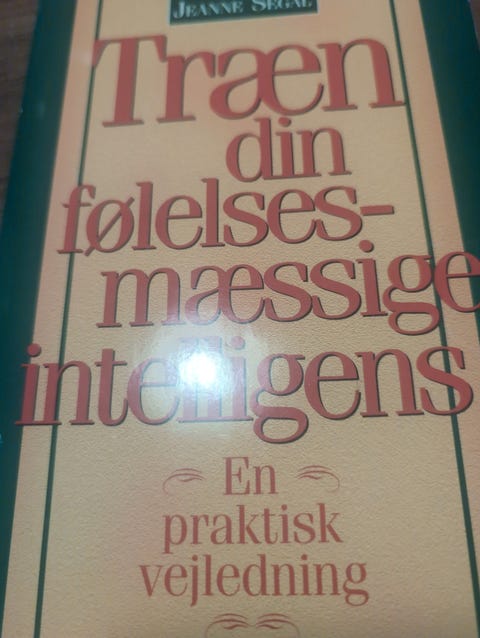 JEANNE SEGAL
Træn
din
følelses-
mæssige
intelligens
En
praktisk
vejledning